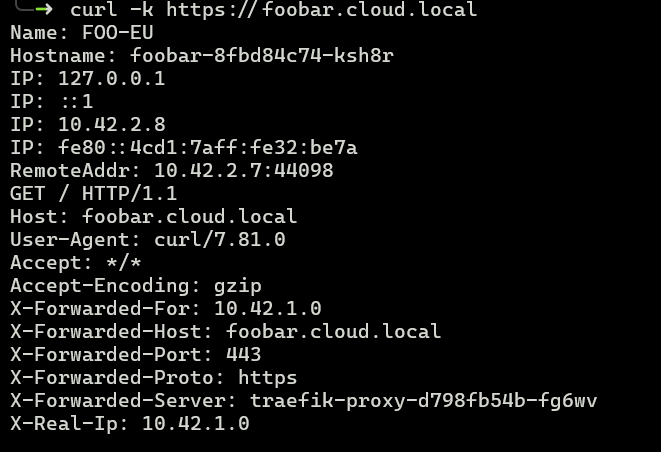 → curl -k https://foobar.cloud.local
Name: FOO-EU
Hostname: foobar-8fbd84c74-ksh8r
IP: 127.0.0.1
IP: ::1
IP: 10.42.2.8
IP: fe80::4cd1:7aff:fe32:be7a
RemoteAddr: 10.42.2.7:44098
GET / HTTP/1.1
Host: foobar.cloud.local
User-Agent: curl/7.81.0
Accept: */*
Accept-Encoding: gzip
X-Forwarded-For: 10.42.1.0
X-Forwarded-Host: foobar.cloud.local
X-Forwarded-Port: 443
X-Forwarded-Proto: https
X-Forwarded-Server: traefik-proxy-d798fb54b-fg6wv
X-Real-Ip: 10.42.1.0